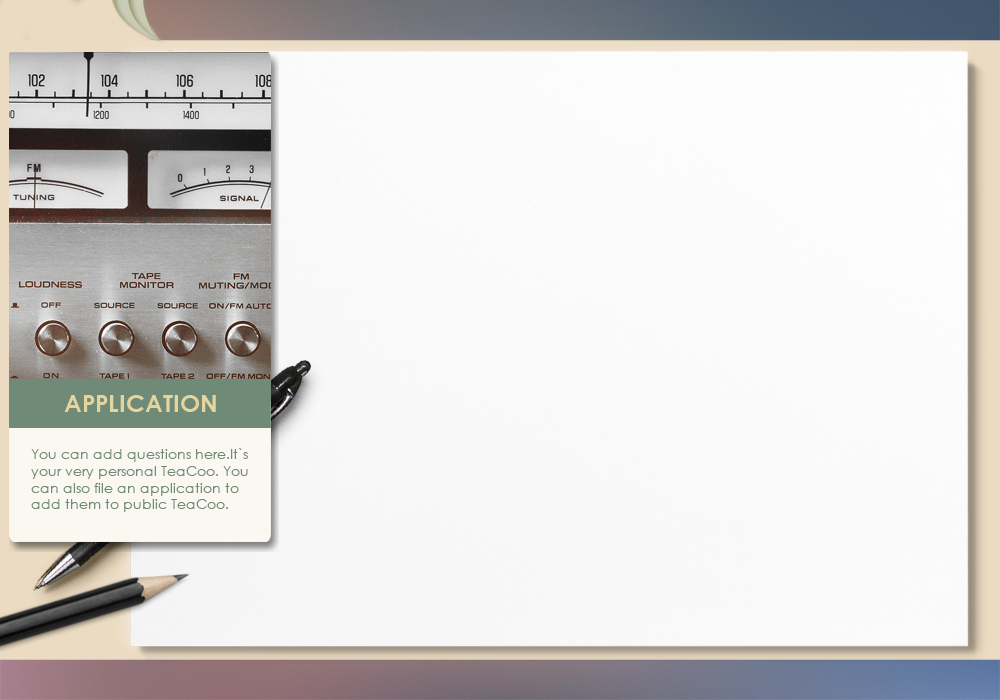 102 104 106 108
1200 1400
FM
0 1 2 3
TUNING
SIGNAL
TAPE
FM
LOUDNESS
MONITOR
MUTING/MOD
OFF
SOURCE
SOURCE
ON/FM AUTO
ON
TAPE 1
TAPE 2
OFF/FM MON
APPLICATION
You can add questions here.It`s
your very personal TeaCoo. You
can also file an application to
add them to public TeaCoo.